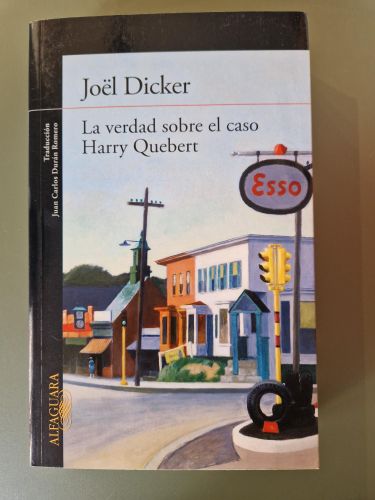 Joël Dicker
La verdad sobre el caso
Harry Quebert
Traducción
Juan Carlos Durán Romero
Esso
ALFAGUARA